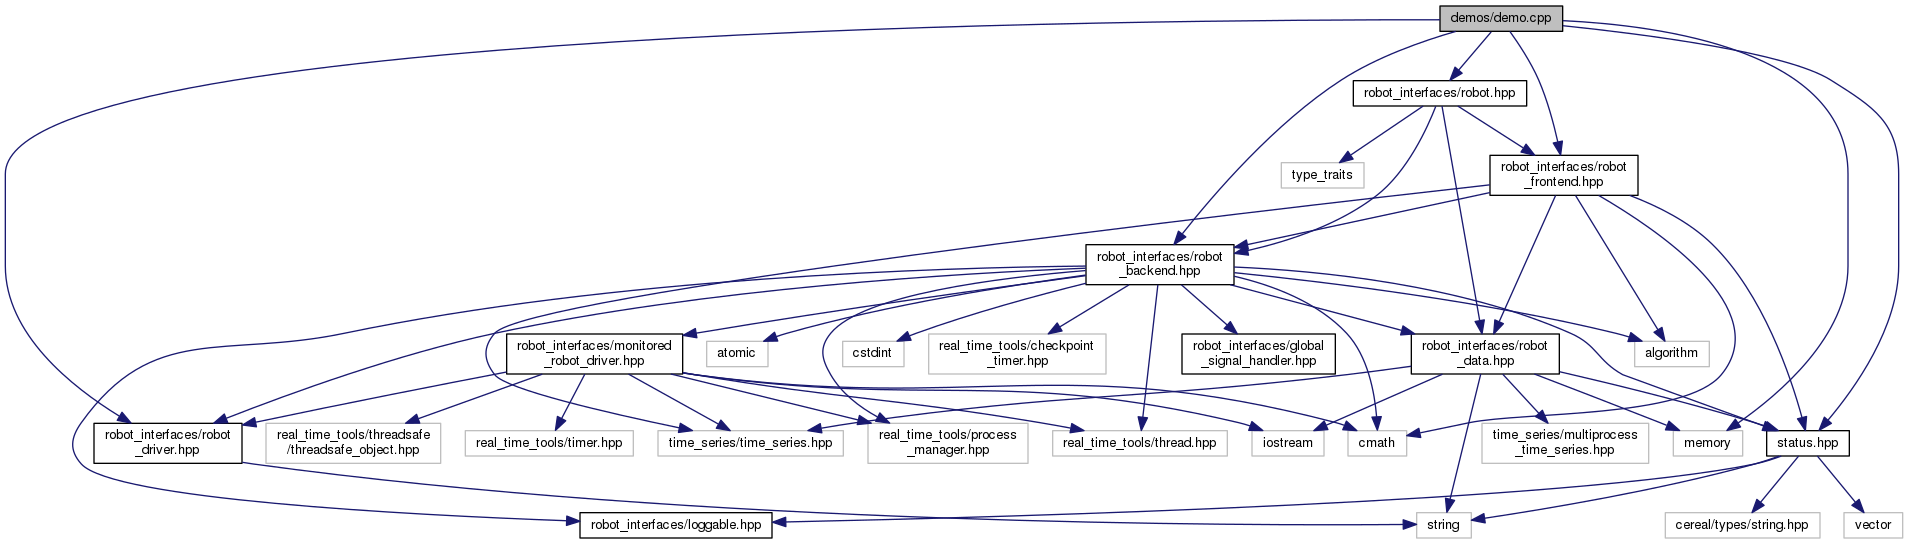 demos/demo.cpp
robot_interfaces/robot.hpp
type_traits
robot_interfaces/robot
_frontend.hpp
robot_interfaces/robot
_backend.hpp
robot_interfaces/monitored
_robot_driver.hpp
atomic
cstdint
real_time_tools/checkpoint
_timer.hpp
robot_interfaces/global
_signal_handler.hpp
robot_interfaces/robot
_data.hpp
algorithm
robot_interfaces/robot
_driver.hpp
real_time_tools/threadsafe
/threadsafe_object.hpp
real_time_tools/timer.hpp
time_series/time_series.hpp
real_time_tools/process
_manager.hpp
real_time_tools/thread.hpp
iostream
cmath
time_series/multiprocess
_time_series.hpp
memory
status.hpp
robot_interfaces/loggable.hpp
string
cereal/types/string.hpp
vector